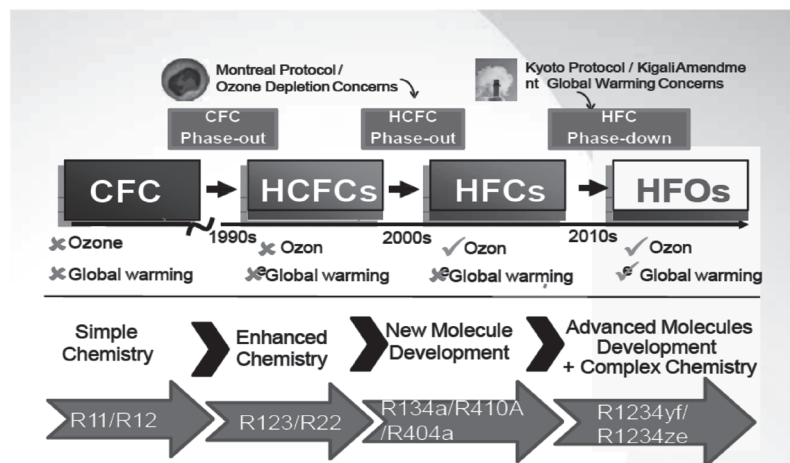 Montreal Protocol /
Ozone Depletion Concerns
Kyoto Protocol / KigaliAmendme
nt Global Warming Concerns
CFC
Phase-out
HCFC
Phase-out
HFC
Phase-down
CFC
HCFCs
HFCs
HFOs
1990s
2000s
2010s
Ozone
Global warming
Ozon
e
Global warming
Ozon
e
Global warming
Ozon
e
Global warming
Simple
Chemistry
Enhanced
Chemistry
New Molecule
Development
Advanced Molecules
Development
+ Complex Chemistry
R11/R12
R123/R22
R134a/R410A
/R404a
R1234yf/
R1234ze